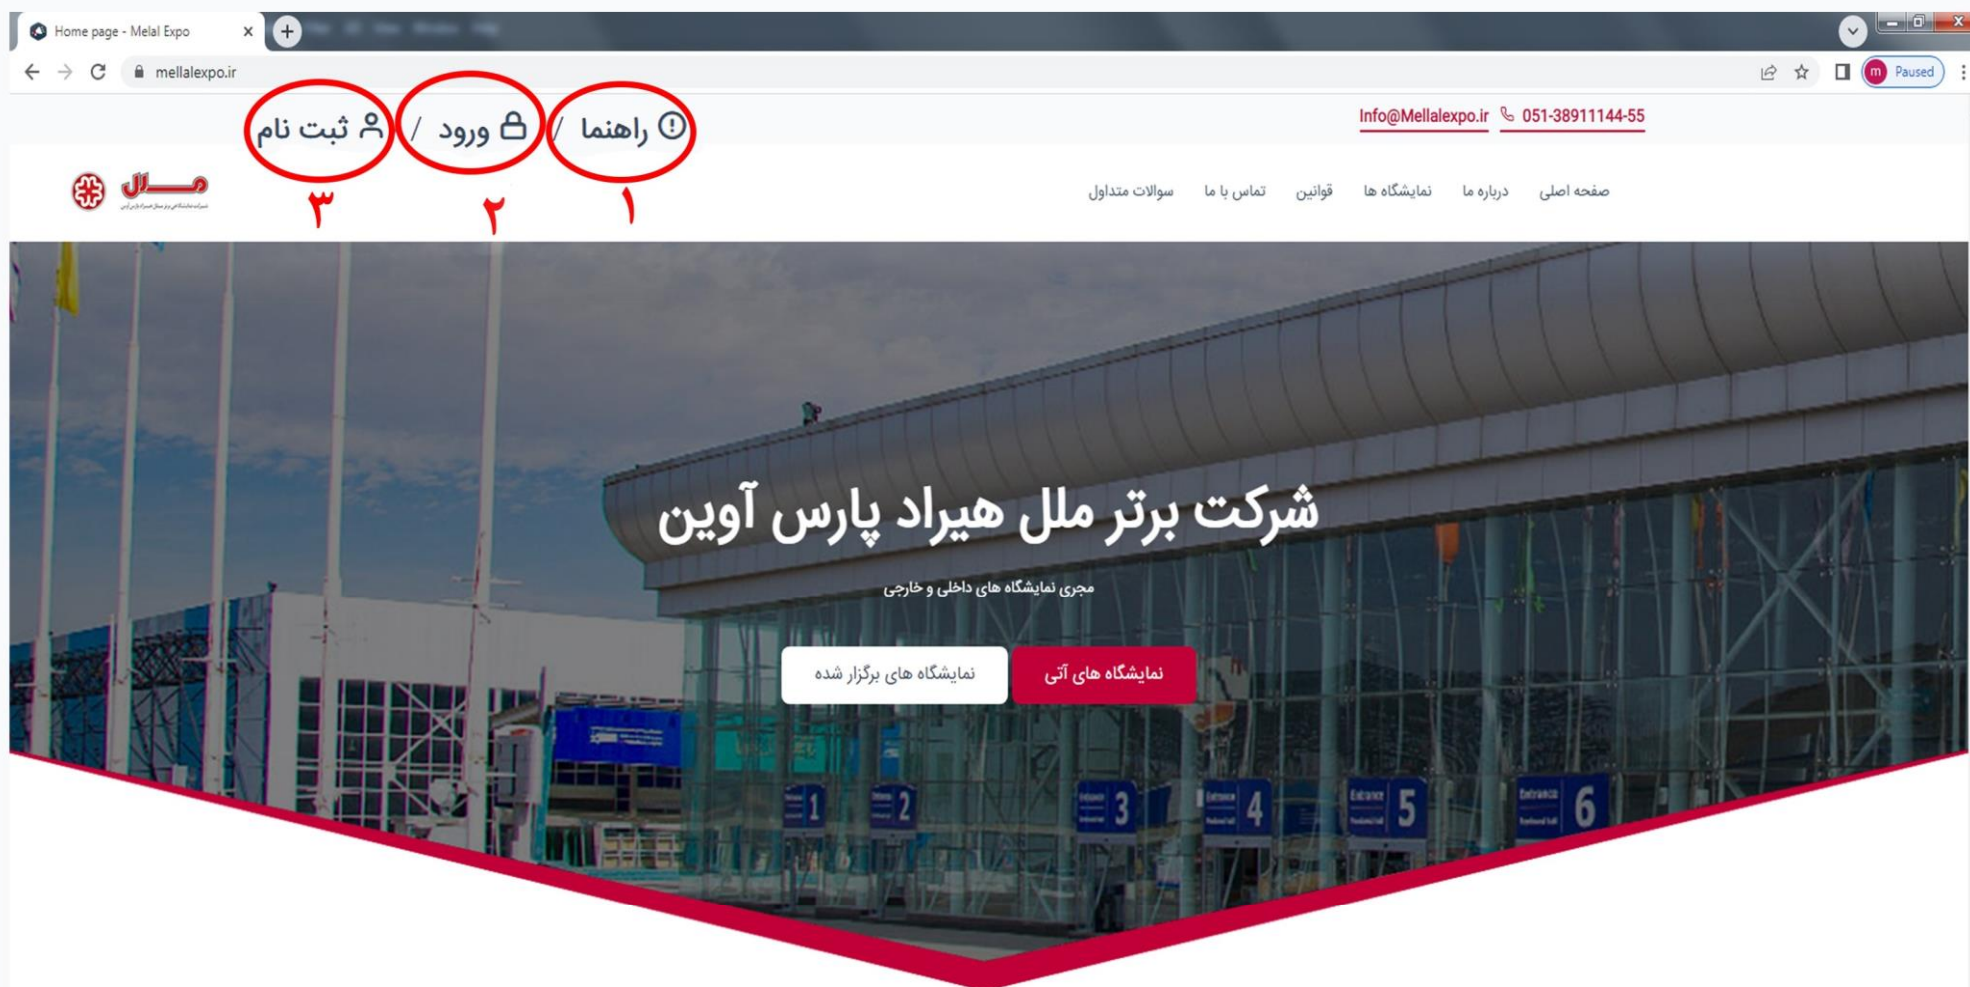 Home page - Melal Expo
mellalexpo.ir
Paused
راهنما / ورود / ثبت نام
۱ ۲ ۳
Info@Mellalexpo.ir 051-38911144-55
صفحه اصلی درباره ما نمایشگاه ها قوانین تماس با ما سوالات متداول
شرکت برتر ملل هیراد پارس آوین
مجری نمایشگاه های داخلی و خارجی
نمایشگاه های آتی نمایشگاه های برگزار شده
Entrance 1
Entrance 2
Entrance 3
Entrance 4
Entrance 5
Entrance 6